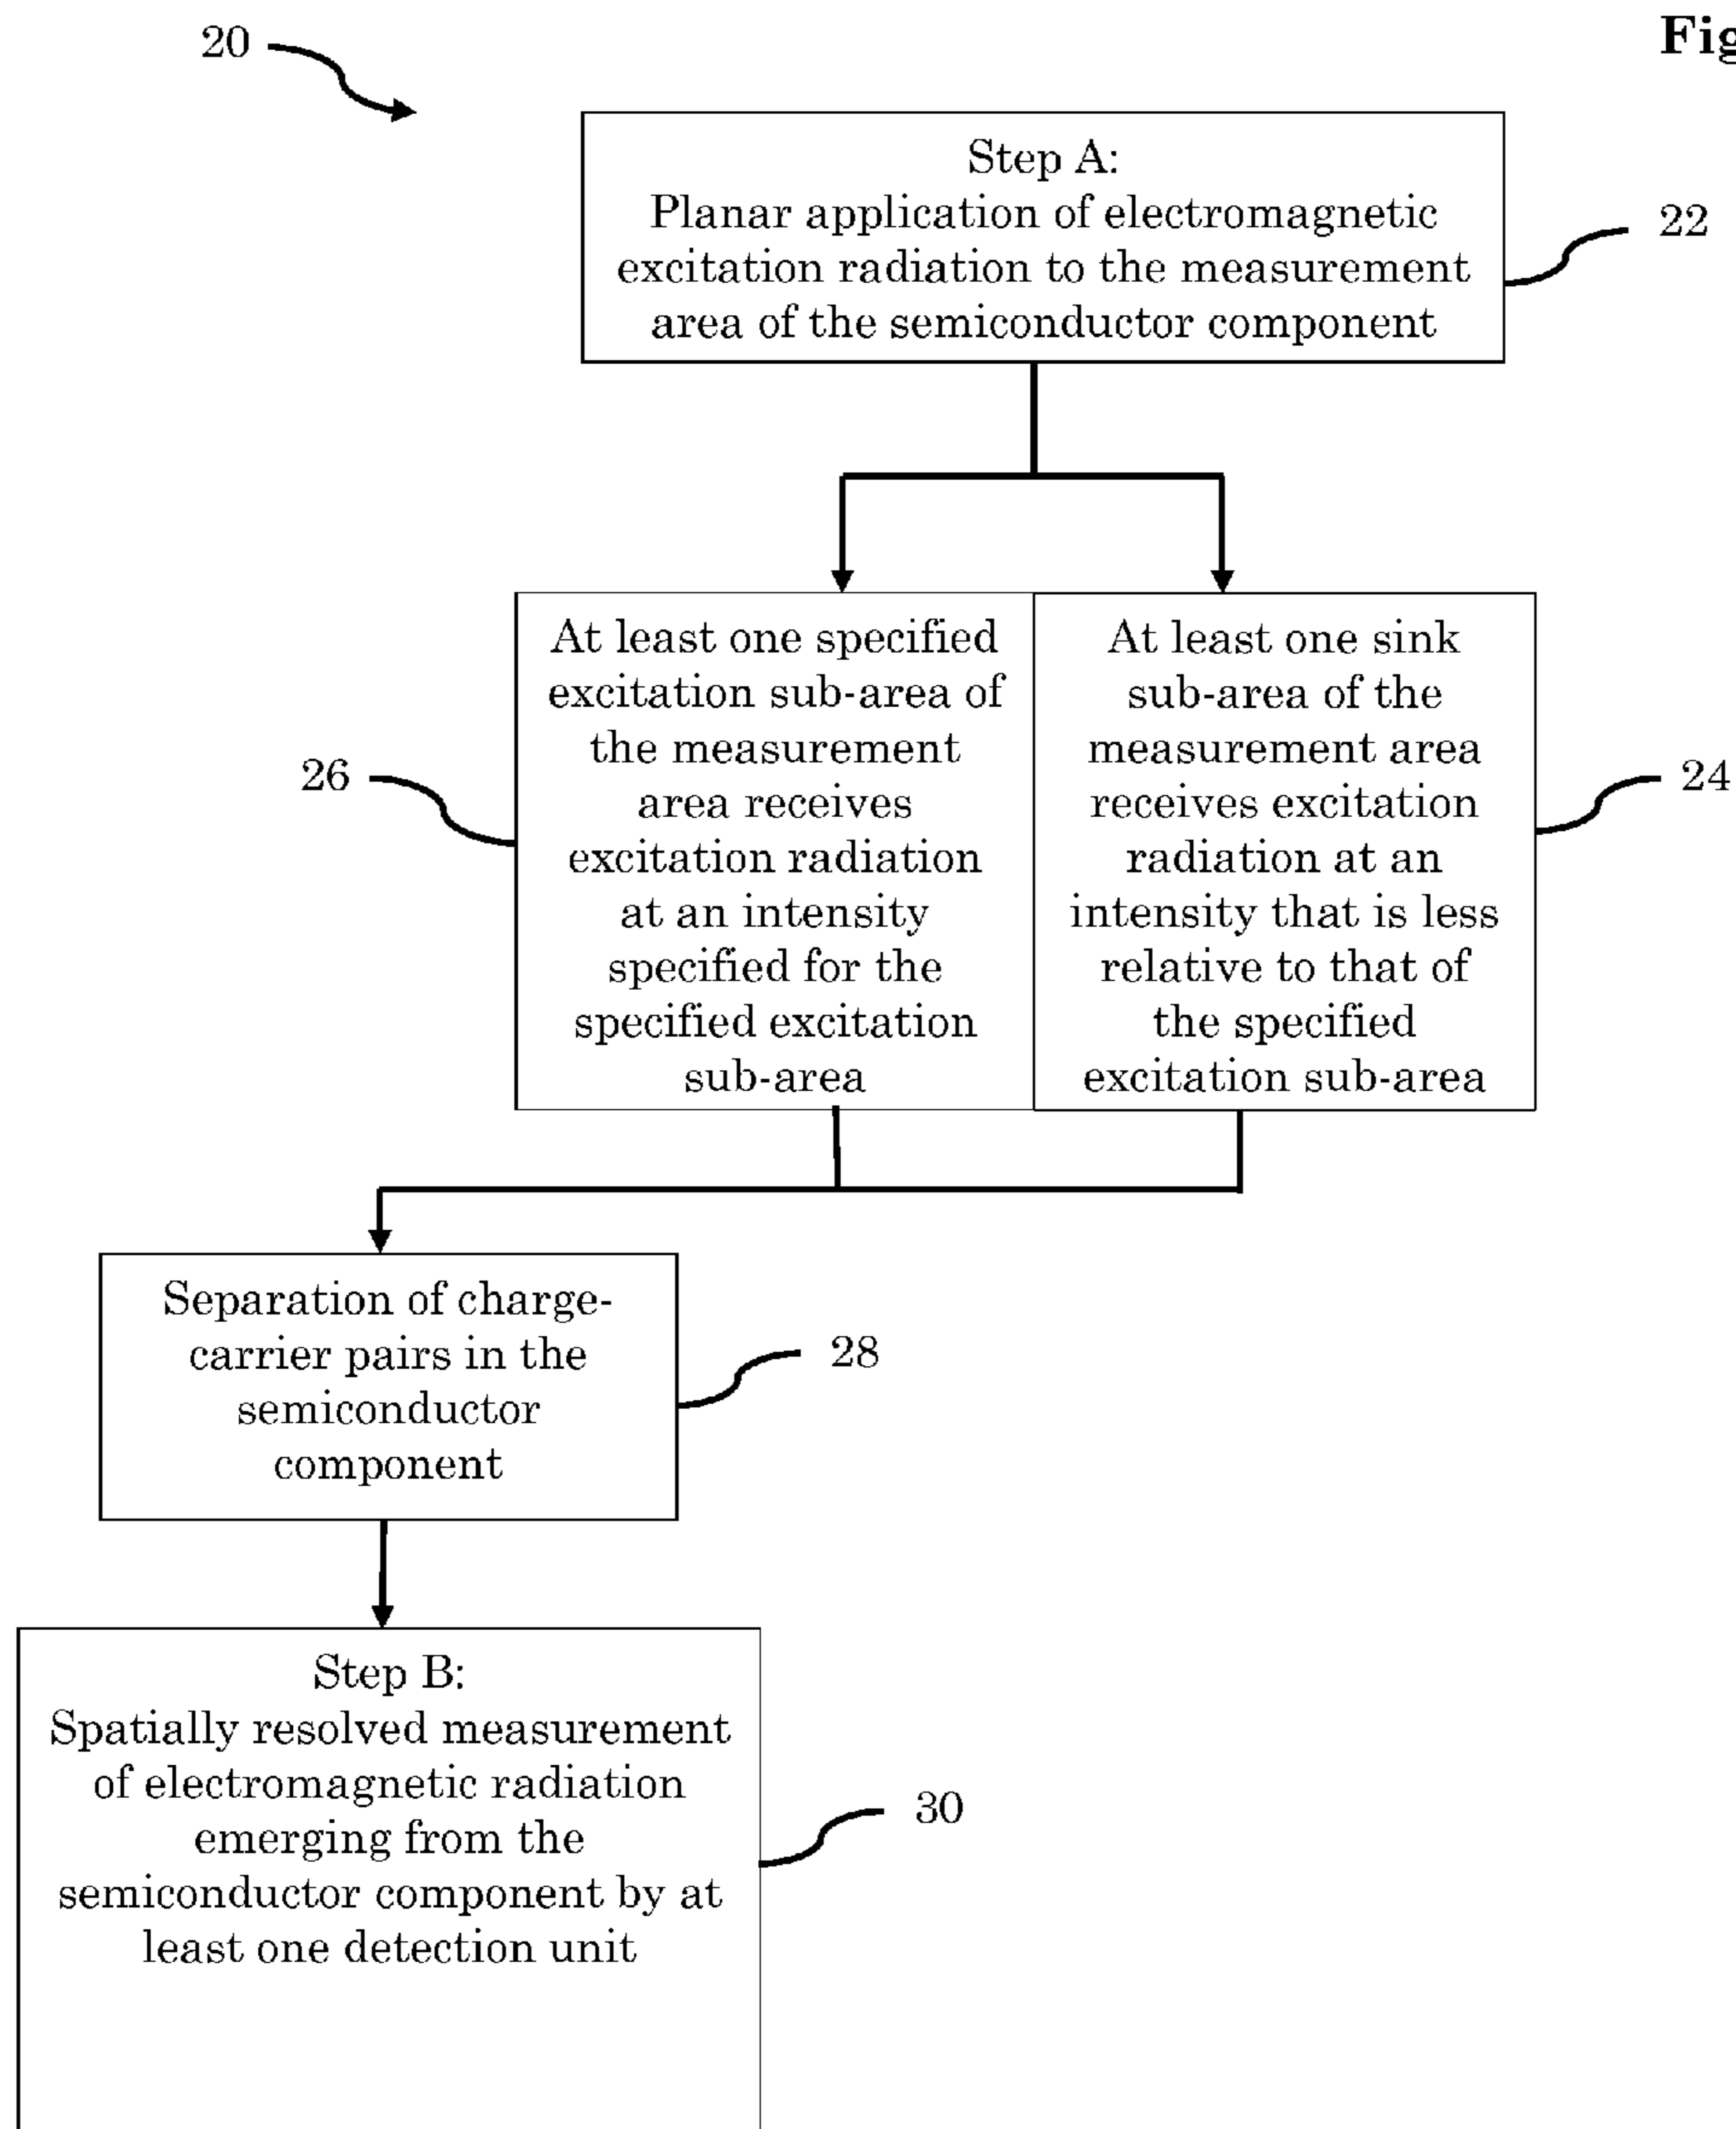 20
Step A:
Planar application of electromagnetic
excitation radiation to the measurement
area of the semiconductor component
22
At least one specified
excitation sub-area of
the measurement
area receives
excitation radiation
at an intensity
specified for the
specified excitation
sub-area
26
At least one sink
sub-area of the
measurement area
receives excitation
radiation at an
intensity that is less
relative to that of
the specified
excitation sub-area
24
Separation of charge-
carrier pairs in the
semiconductor
component
28
Step B:
Spatially resolved measurement
of electromagnetic radiation
emerging from the
semiconductor component by at
least one detection unit
30